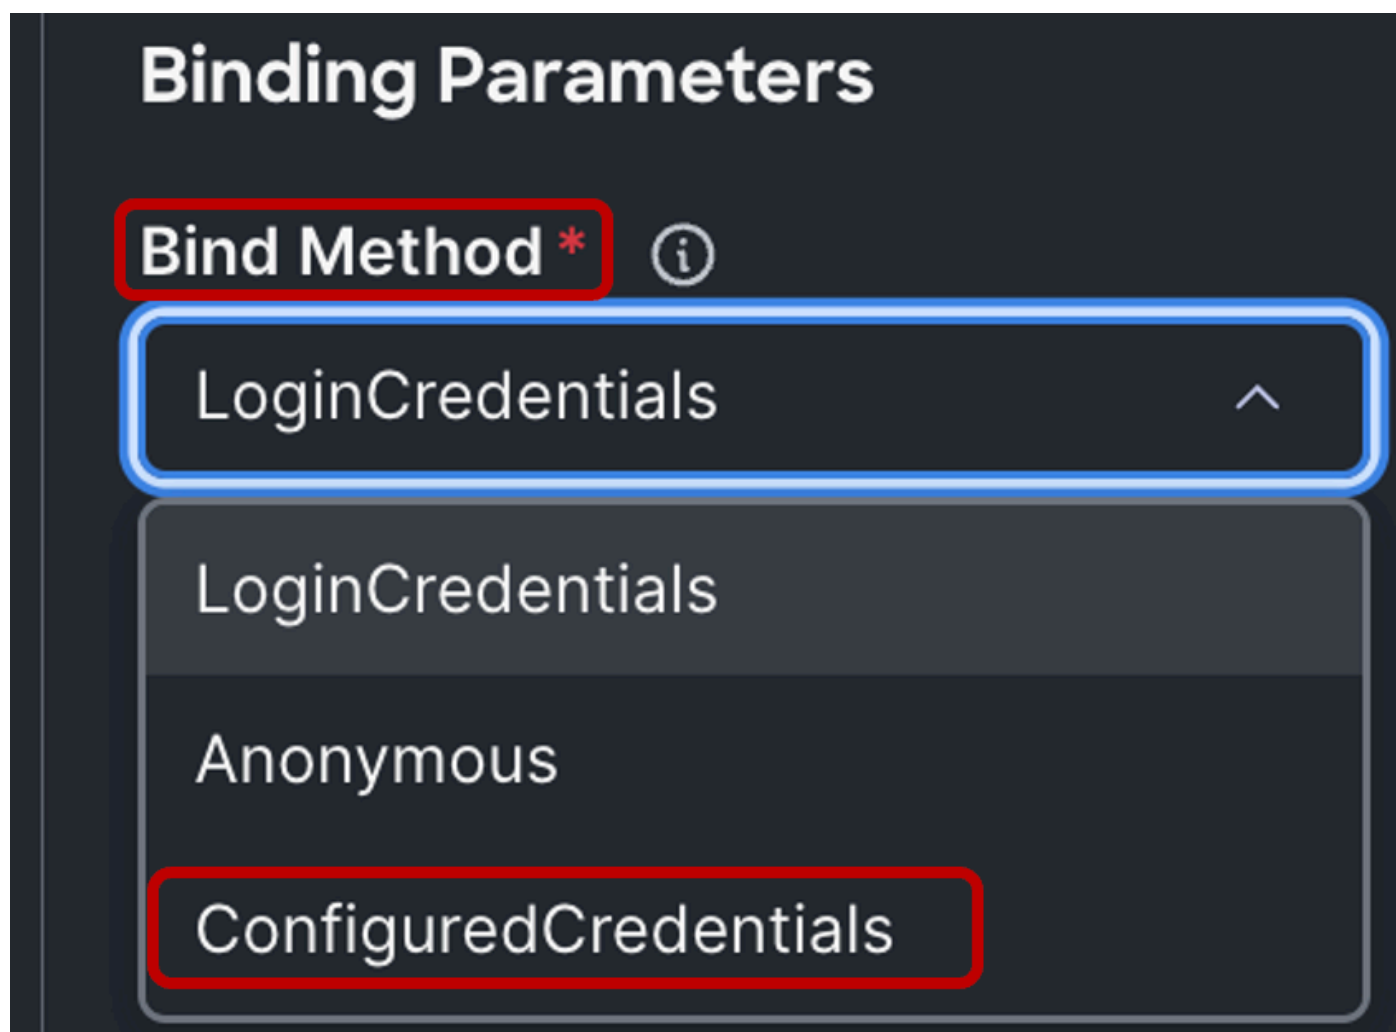 Binding Parameters
Bind Method *
LoginCredentials
LoginCredentials
Anonymous
ConfiguredCredentials